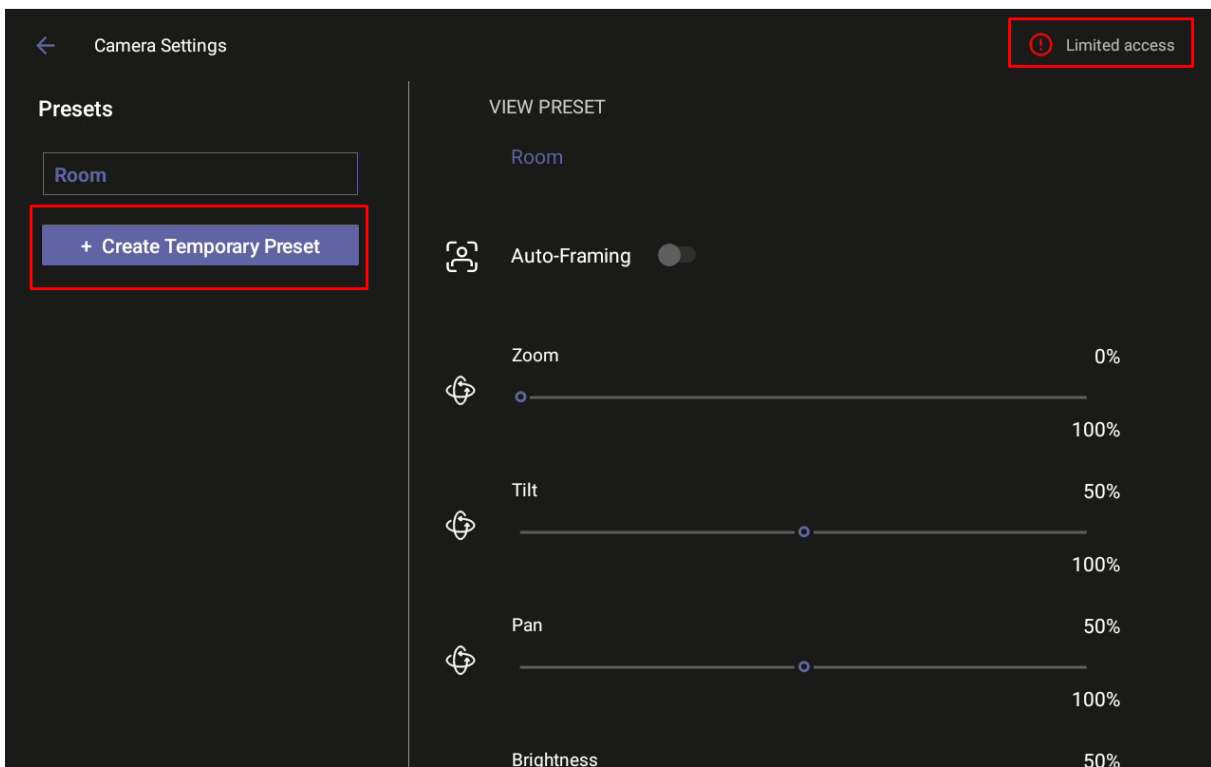 Camera Settings
Limited access
Presets
Room
+ Create Temporary Preset
VIEW PRESET
Room
Auto-Framing
Zoom
0%
100%
Tilt
50%
100%
Pan
50%
100%
Brightness
50%